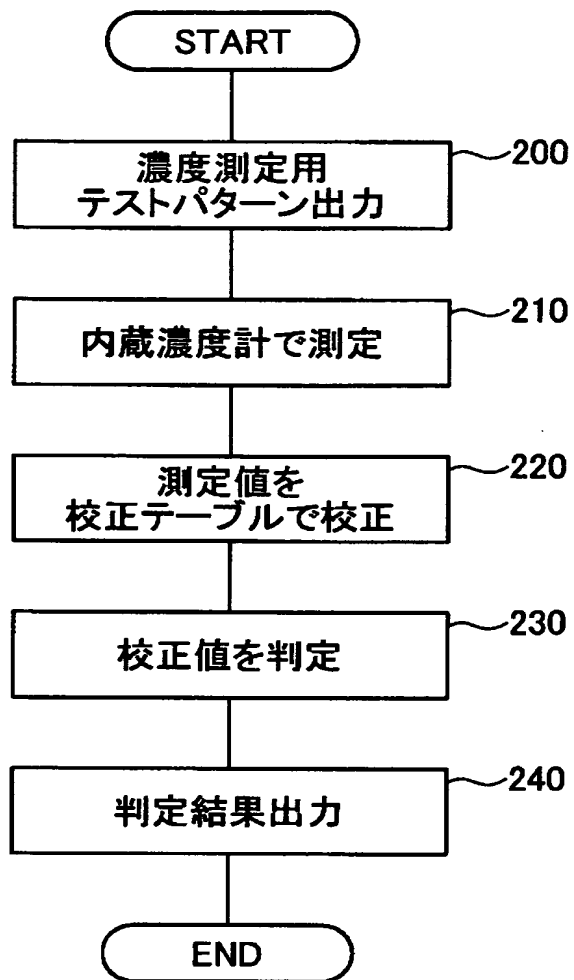 START
200
濃度測定用
テストパターン出力
210
内蔵濃度計で測定
220
測定値を
校正テーブルで校正
230
校正値を判定
240
判定結果出力
END